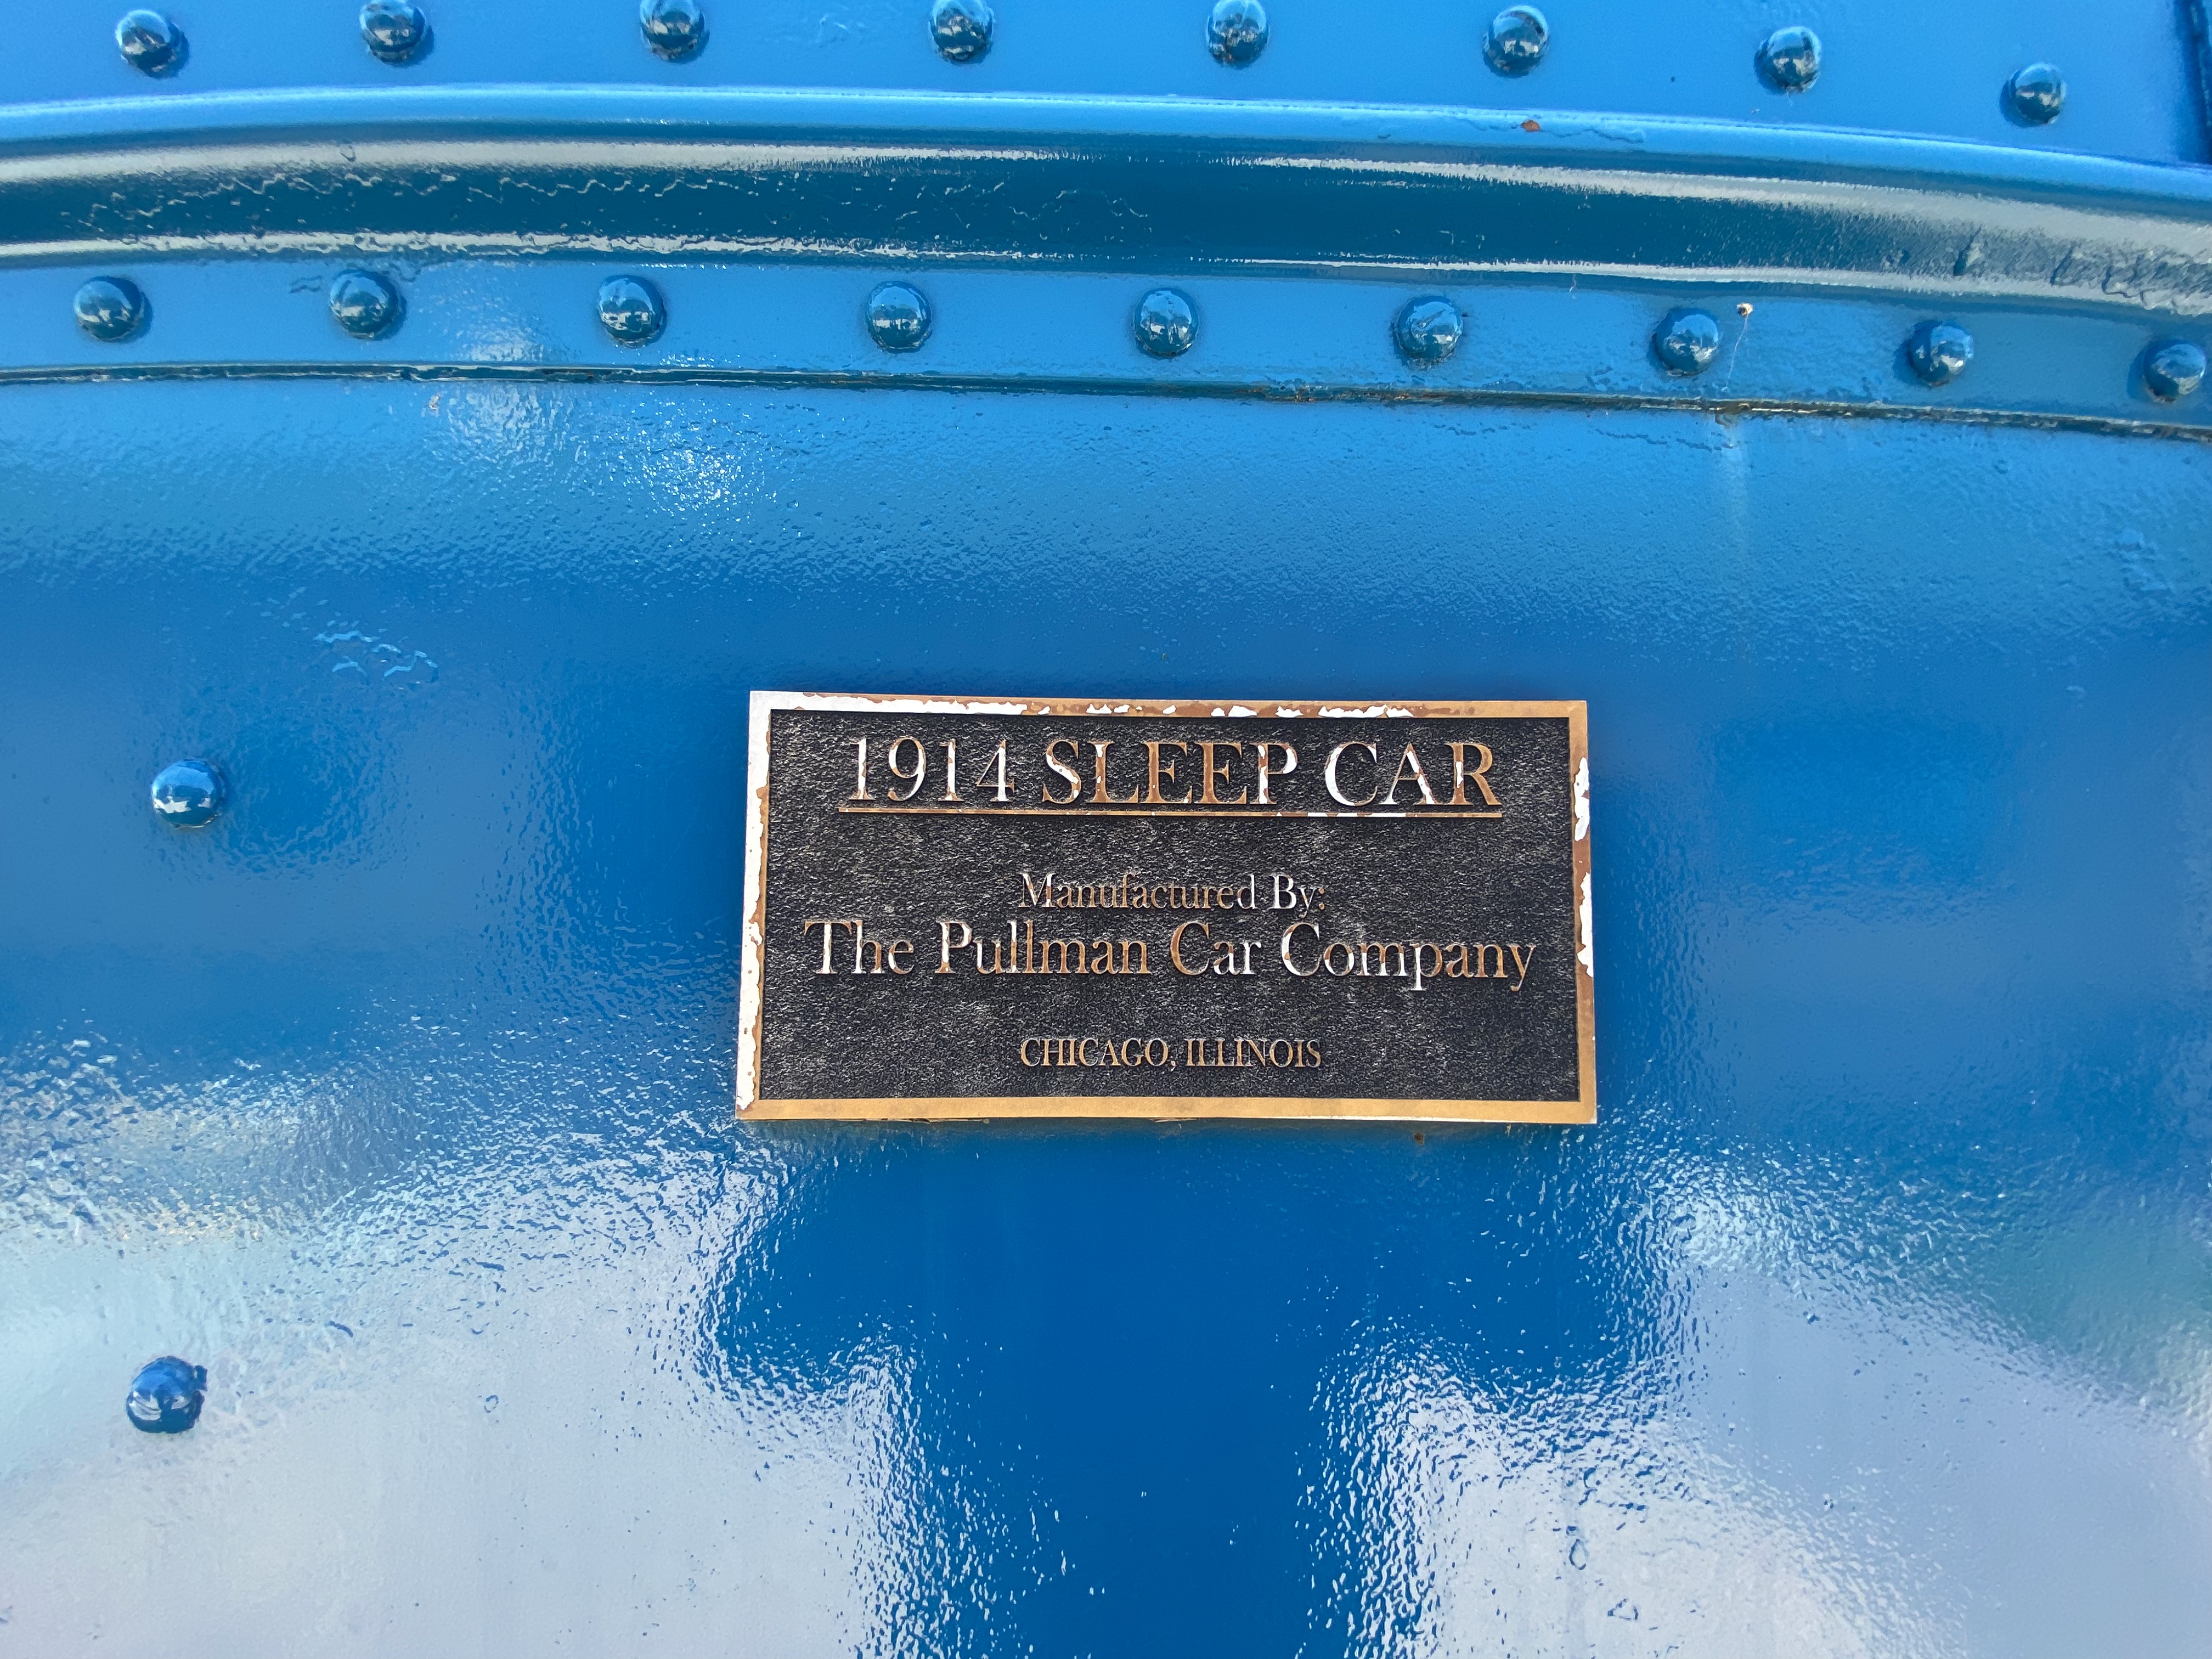 1914 SLEEP CAR
Manufactured By:
The Pullman Car Company
CHICAGO, ILLINOIS